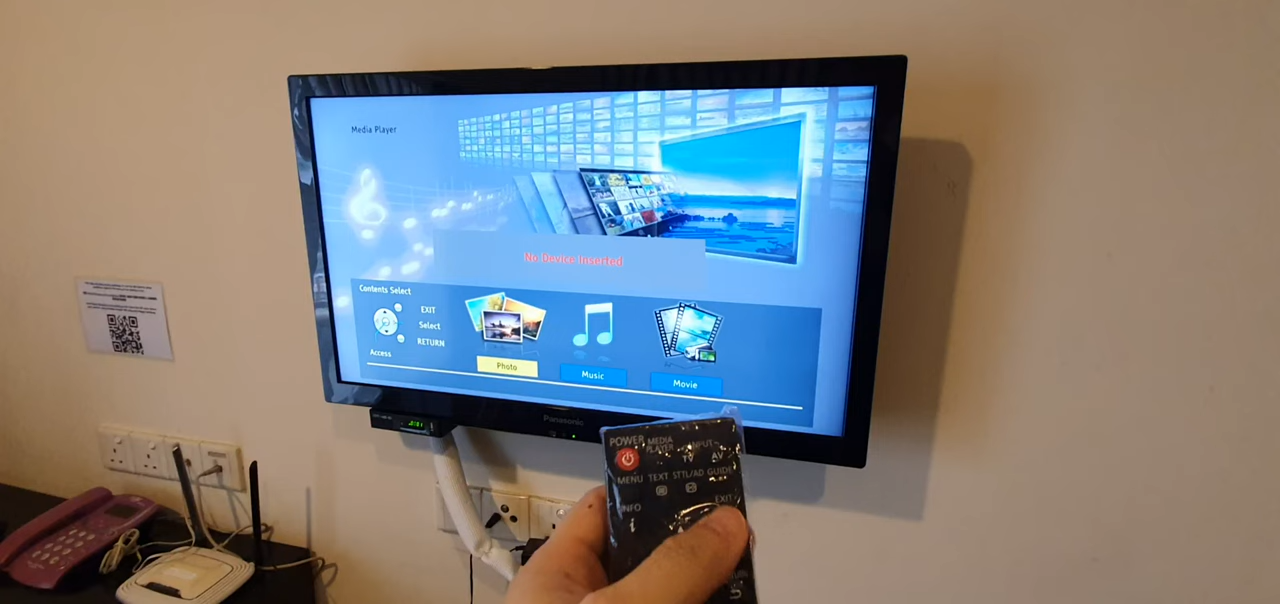 Media Player
No Device Inserted
Contents Select
EXIT
Select
RETURN
Access
Photo
Music
Movie
Panasonic
POWER MEDIA PLAYER INPUT
TV AV
MENU TEXT STTL/AD GUIDE
EXIT
INFO
i